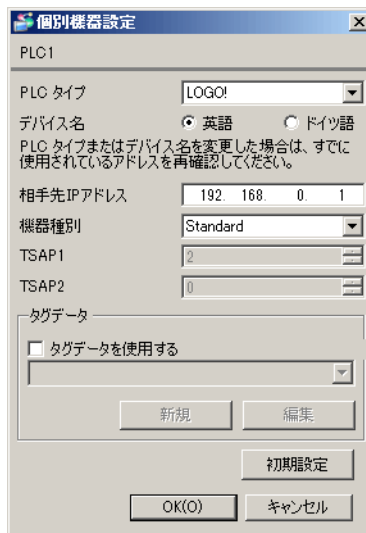 個別機器設定
PLC1
PLC タイプ LOGO!
デバイス名 英語 ドイツ語
PLC タイプまたはデバイス名を変更した場合は、すでに
使用されているアドレスを再確認してください。
相手先IPアドレス 192. 168. 0. 1
機器種別 Standard
TSAP1 2
TSAP2 0
タグデータ
タグデータを使用する
新規 編集
初期設定
OK(O) キャンセル